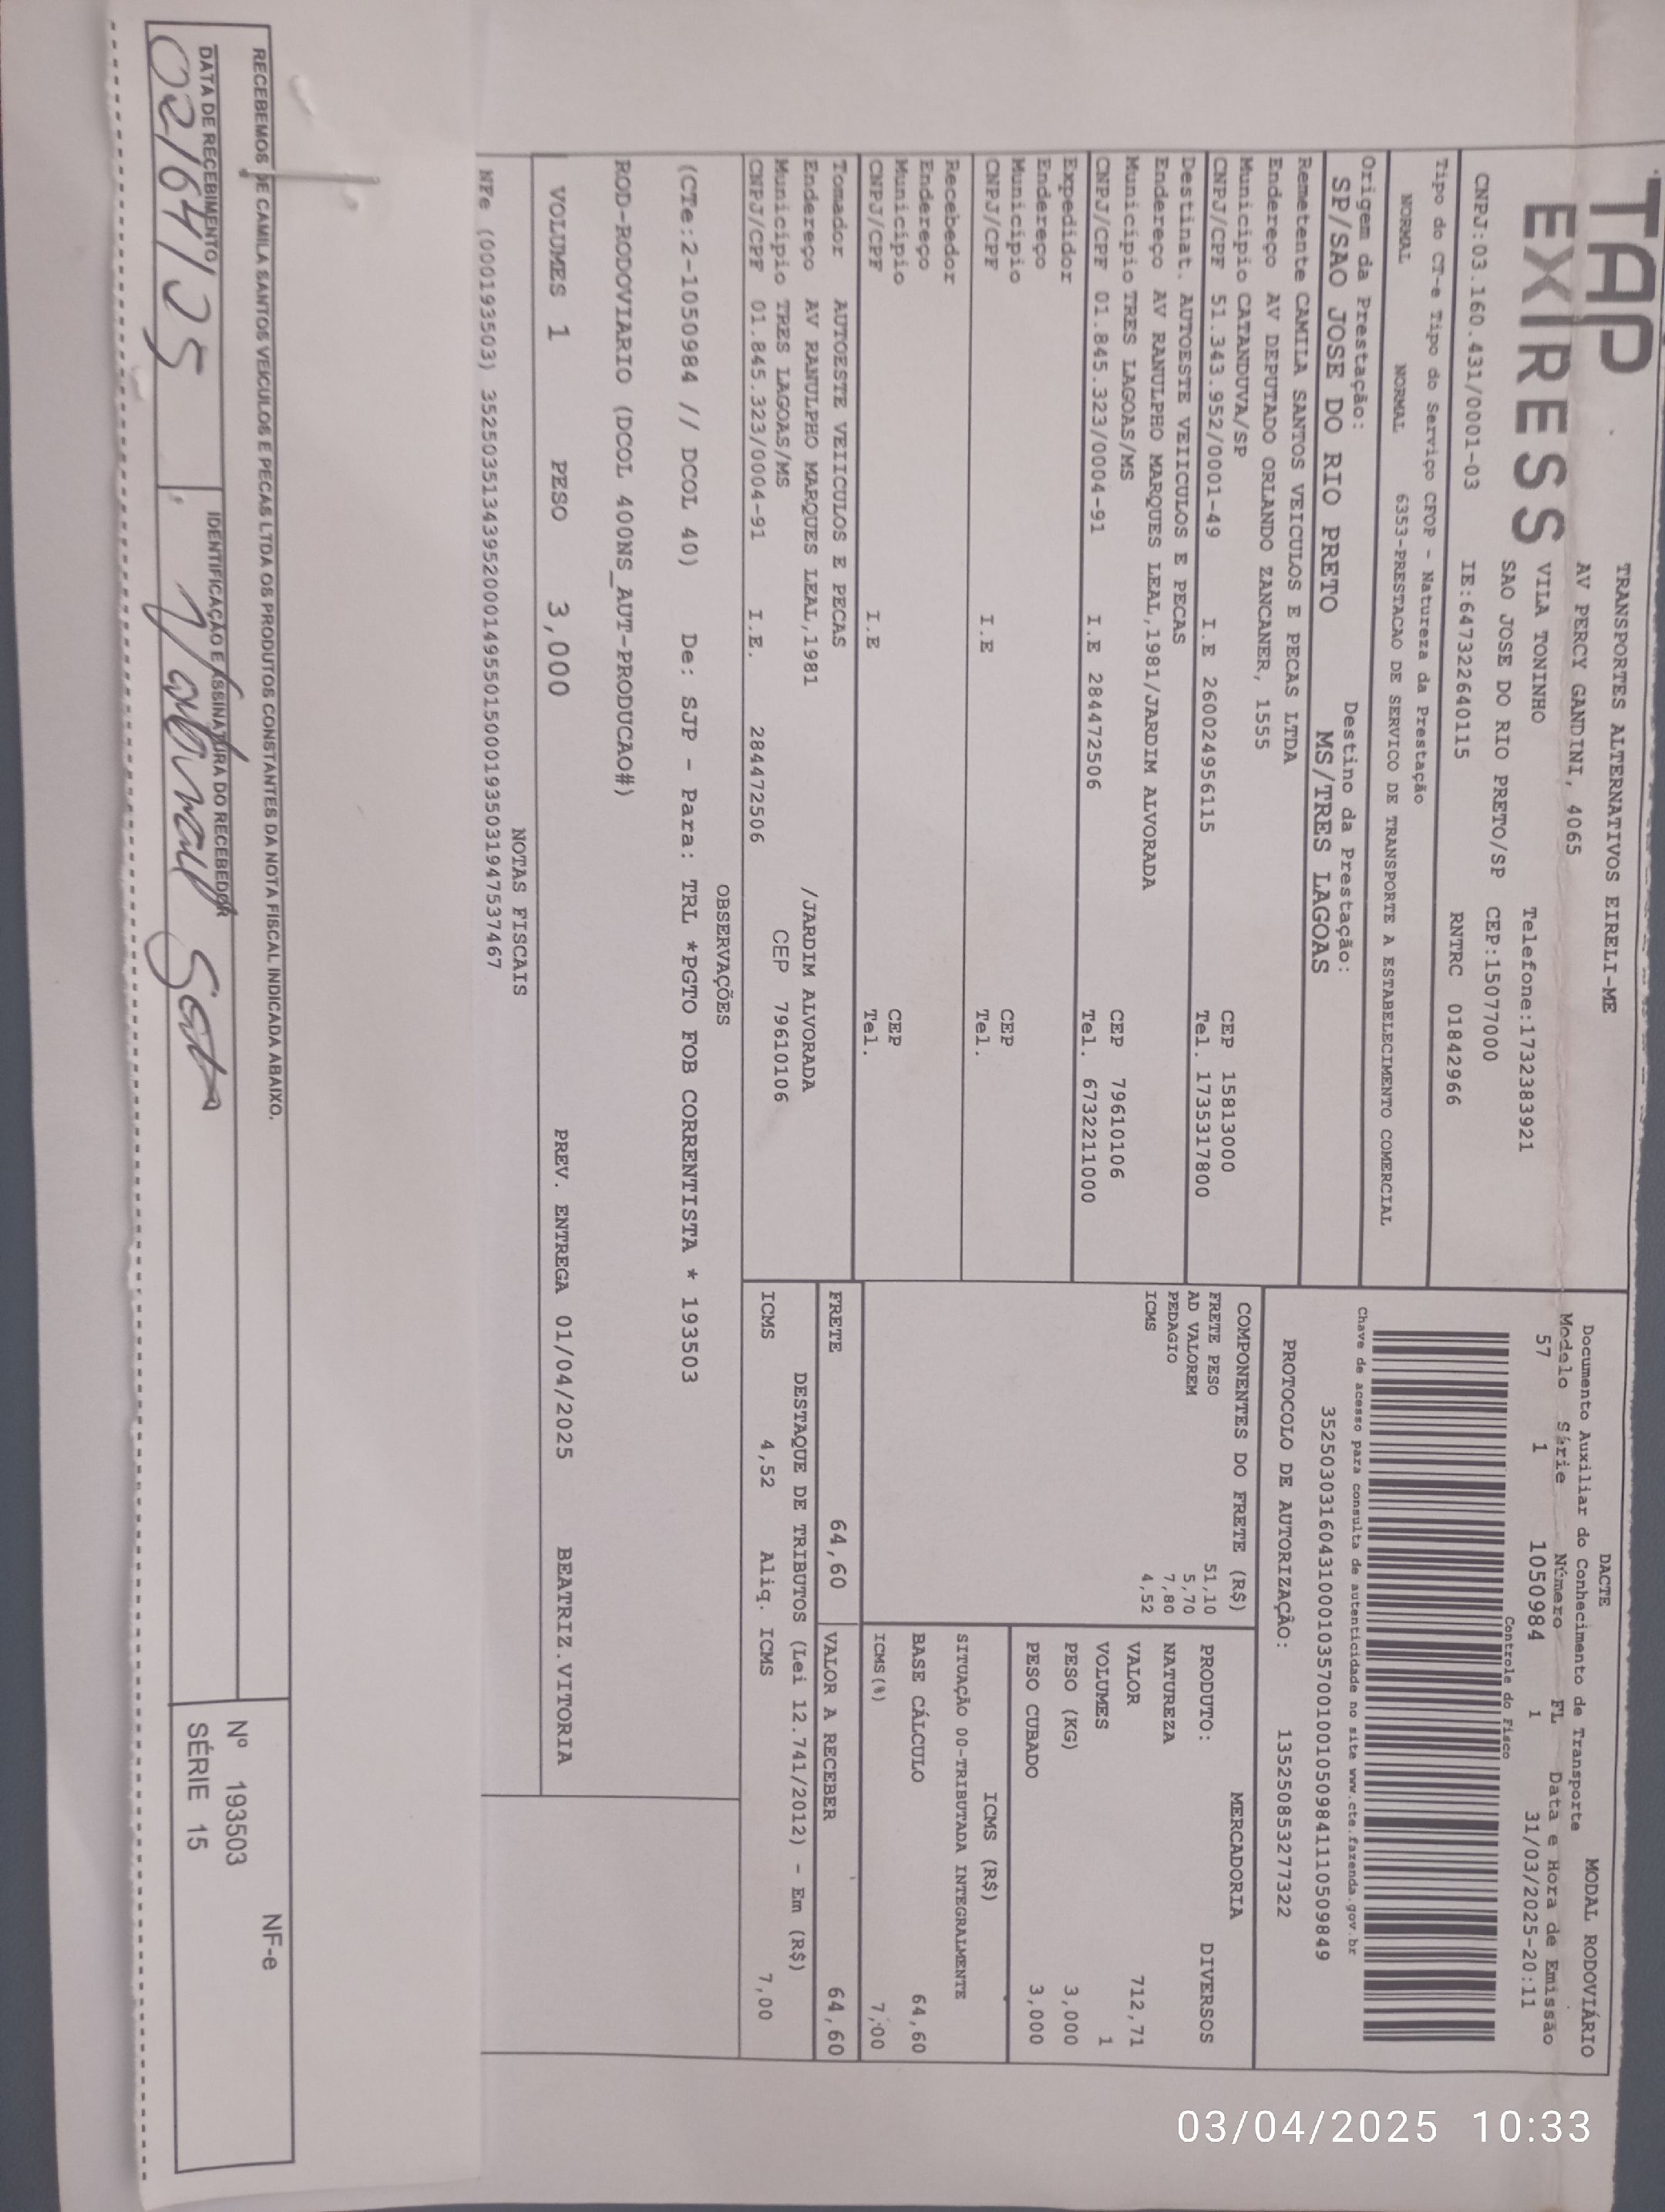 TAP
EXPRESS
TRANSPORTES ALTERNATIVOS EIRELI-ME
AV PERCY GANDINI, 4065
VILA TONINHO Telefone:1732383921
SAO JOSE DO RIO PRETO/SP CEP:15077000
CNPJ:03.160.431/0001-03 IE:647322640115 RNTRC 01842966
Tipo do CT-e Tipo do Serviço CFOP - Natureza da Prestação
NORMAL NORMAL 6353-PRESTACAO DE SERVICO DE TRANSPORTE A ESTABELECIMENTO COMERCIAL
Origem da Prestação: Destino da Prestação:
SP/SAO JOSE DO RIO PRETO MS/TRES LAGOAS
Remetente CAMILA SANTOS VEICULOS E PECAS LTDA
Endereço AV DEPUTADO ORLANDO ZANCANER, 1555
Municipio CATANDUVA/SP CEP 15813000
CNPJ/CPF 51.343.952/0001-49 I.E 260024956115 Tel. 1735317800
Destinat. AUTOESTE VEIICULOS E PECAS
Endereço AV RANULPHO MARQUES LEAL,1981/JARDIM ALVORADA
Municipio TRES LAGOAS/MS CEP 79610106
CNPJ/CPF 01.845.323/0004-91 I.E 284472506 Tel. 6732211000
Expedidor
Endereço
Municipio CEP
CNPJ/CPF I.E Tel.
Recebedor
Endereço
Municipio CEP
CNPJ/CPF I.E Tel.
Tomador AUTOESTE VEIICULOS E PECAS
Endereço AV RANULPHO MARQUES LEAL,1981 /JARDIM ALVORADA
Municipio TRES LAGOAS/MS CEP 79610106
CNPJ/CPF 01.845.323/0004-91 I.E. 284472506
DACTE MODAL RODOVIÁRIO
Documento Auxiliar do Conhecimento de Transporte
Modelo Série Número FL Data e Hora de Emissão
57 1 1050984 1 31/03/2025-20:11
Controle do Fisco
Chave de acesso para consulta de autenticidade no site www.cte.fazenda.gov.br
35250303160431000103570010010509841110509849
PROTOCOLO DE AUTORIZAÇÃO: 135250853277322
COMPONENTES DO FRETE (R$)
FRETE PESO 51,10
AD VALOREM 5,70
PEDAGIO 7,80
ICMS 4,52
MERCADORIA
PRODUTO: DIVERSOS
NATUREZA
VALOR 712,71
VOLUMES 1
PESO (KG) 3,000
PESO CUBADO 3,000
ICMS (R$)
SITUAÇÃO 00-TRIBUTADA INTEGRALMENTE
BASE CÁLCULO 64,60
ICMS(%) 7,00
FRETE 64,60 VALOR A RECEBER 64,60
DESTAQUE DE TRIBUTOS (Lei 12.741/2012) - Em (R$)
ICMS 4,52 Aliq. ICMS 7,00
OBSERVAÇÕES
(CTe:2-1050984 // DCOL 40) De: SJP - Para: TRL *PGTO FOB CORRENTISTA * 193503
ROD-RODOVIARIO (DCOL 400NS_AUT-PRODUCAO#)
VOLUMES 1 PESO 3,000 PREV. ENTREGA 01/04/2025 BEATRIZ.VITORIA
NOTAS FISCAIS
NFe (000193503) 35250351343952000149550150001935031947537467
RECEBEMOS DE CAMILA SANTOS VEICULOS E PECAS LTDA OS PRODUTOS CONSTANTES DA NOTA FISCAL INDICADA ABAIXO.
DATA DE RECEBIMENTO IDENTIFICAÇÃO E ASSINATURA DO RECEBEDOR
02/04/25
NF-e
Nº 193503
SÉRIE 15
03/04/2025 10:33